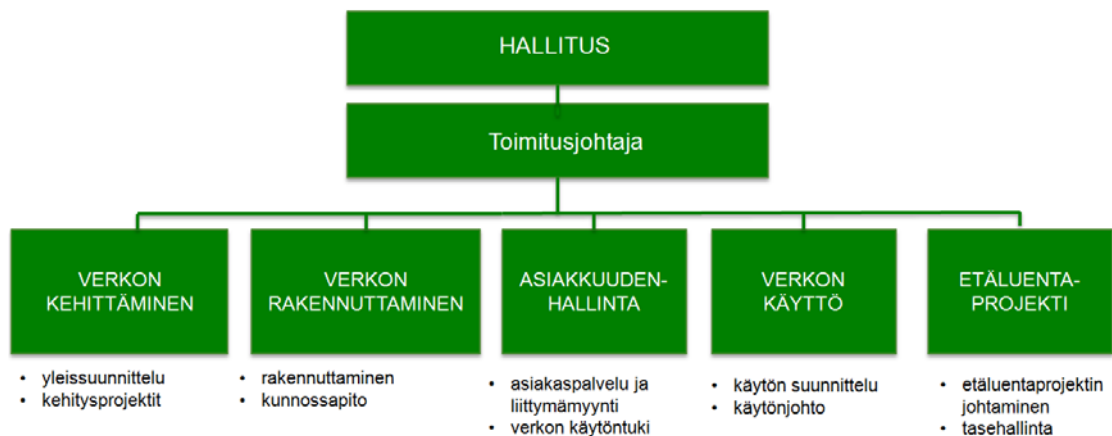 HALLITUS
Toimitusjohtaja
VERKON
KEHITTÄMINEN
• yleissuunnittelu
• kehitysprojektit
VERKON
RAKENNUTTAMINEN
• rakennuttaminen
• kunnossapito
ASIAKKUUDEN-
HALLINTA
• asiakaspalvelu ja
liittymämyynti
• verkon käytöntuki
VERKON
KÄYTTÖ
• käytön suunnittelu
• käytönjohto
ETÄLUENTA-
PROJEKTI
• etäluentaprojektin
johtaminen
• tasehallinta